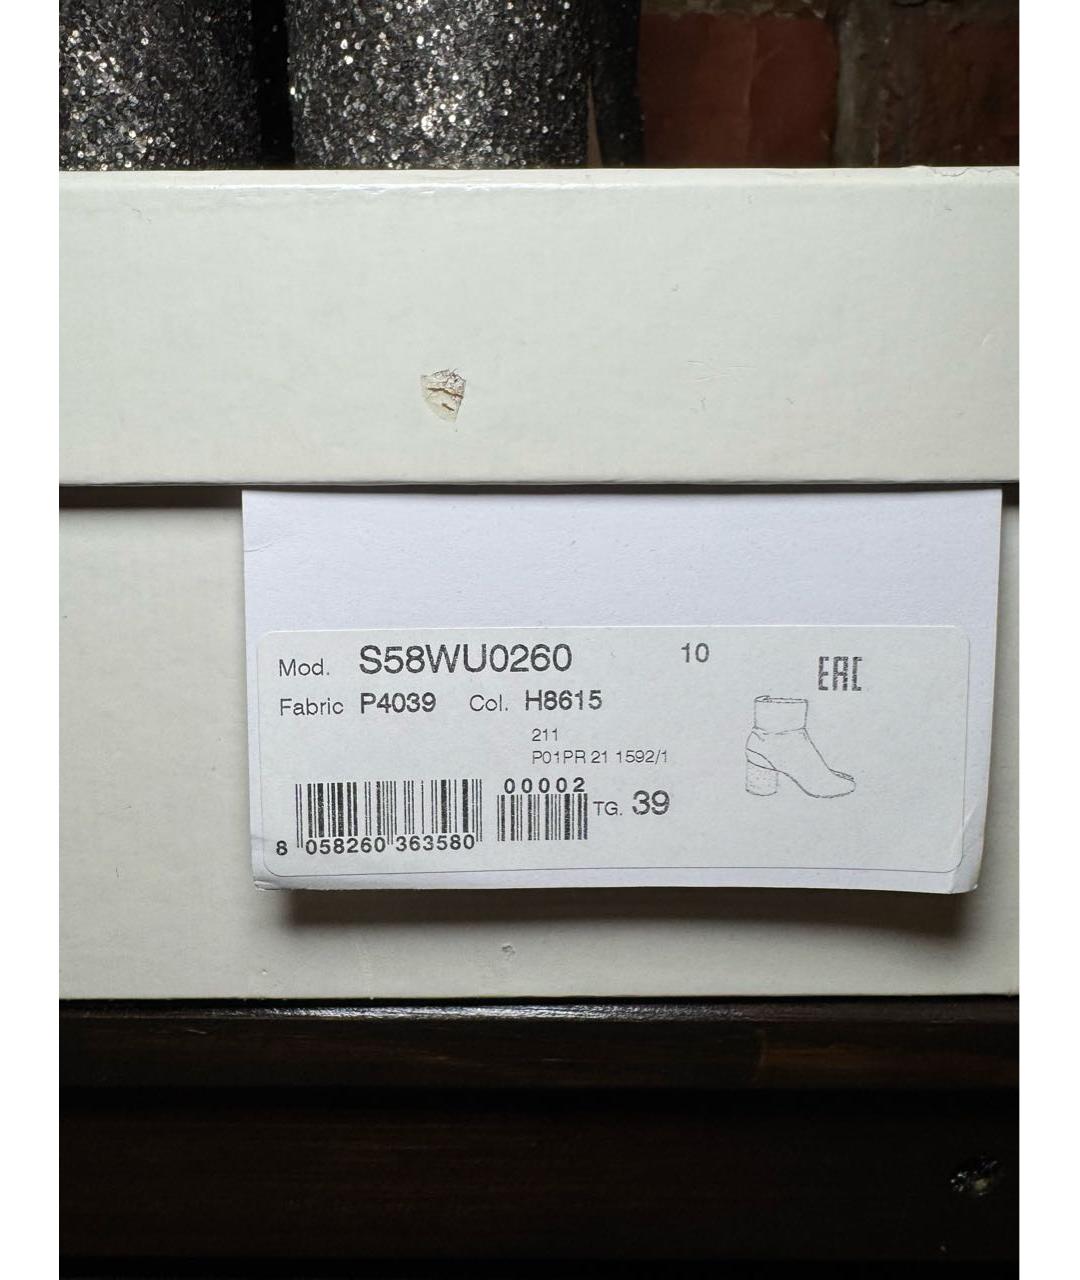 Mod. S58WU0260 10
EAC
Fabric P4039 Col. H8615
211
P01PR 21 1592/1
00002
TG. 39
8 058260 363580